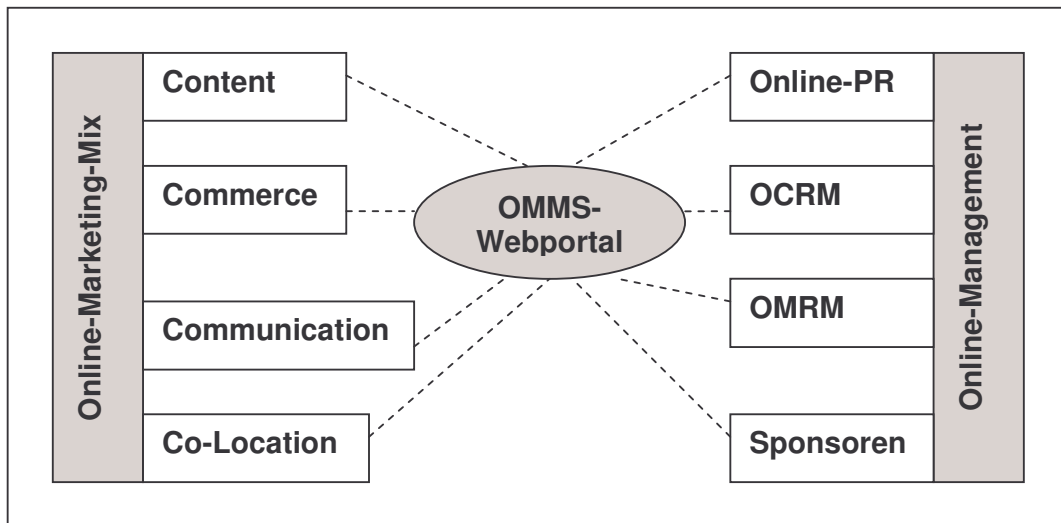 Online-Marketing-Mix
Content
Commerce
Communication
Co-Location
OMMS-
Webportal
Online-PR
OCRM
OMRM
Sponsoren
Online-Management